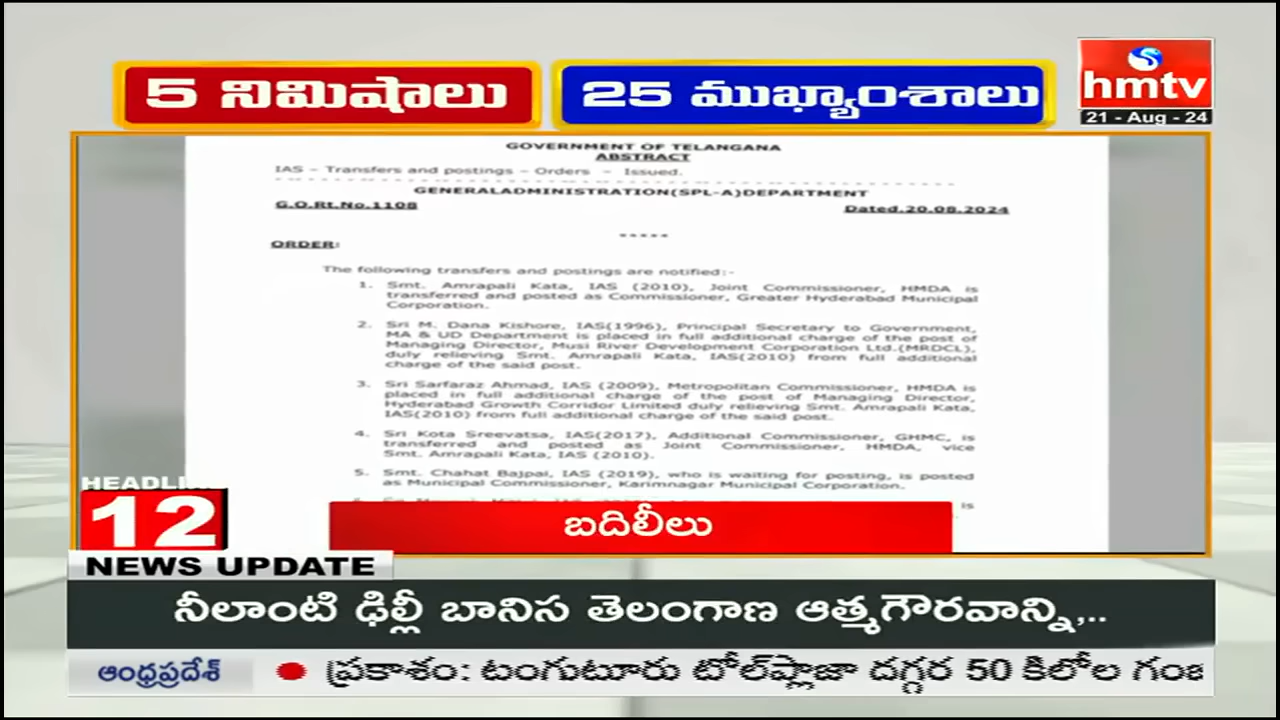 5 నిమిషాలు
25 ముఖ్యాంశాలు
hmtv
21 - Aug - 24
GOVERNMENT OF TELANGANA
ABSTRACT
IAS – Transfers and postings – Orders – Issued.
GENERALADMINISTRATION(SPL-A)DEPARTMENT
G.O.Rt.No.1108
Dated.20.08.2024
*****
ORDER:
The following transfers and postings are notified:-
1. Smt. Amrapali Kata, IAS (2010), Joint Commissioner, HMDA is
transferred and posted as Commissioner, Greater Hyderabad Municipal
Corporation.
2. Sri M. Dana Kishore, IAS(1996), Principal Secretary to Government,
MA & UD Department is placed in full additional charge of the post of
Managing Director, Musi River Development Corporation Ltd.(MRDCL),
duly relieving Smt. Amrapali Kata, IAS(2010) from full additional
charge of the said post.
3. Sri Sarfaraz Ahmad, IAS (2009), Metropolitan Commissioner, HMDA is
placed in full additional charge of the post of Managing Director,
Hyderabad Growth Corridor Limited duly relieving Smt. Amrapali Kata,
IAS(2010) from full additional charge of the said post.
4. Sri Kota Sreevatsa, IAS(2017), Additional Commissioner, GHMC, is
transferred and posted as Joint Commissioner, HMDA, vice
Smt. Amrapali Kata, IAS (2010).
5. Smt. Chahat Bajpai, IAS (2019), who is waiting for posting, is posted
as Municipal Commissioner, Karimnagar Municipal Corporation.
is
HEADLI
12
బదిలీలు
NEWS UPDATE
నీలాంటి ఢిల్లీ బానిస తెలంగాణ ఆత్మగౌరవాన్ని,..
ఆంధ్రప్రదేశ్ ప్రకాశం: టంగుటూరు టోల్‌ప్లాజా దగ్గర 50 కిలోల